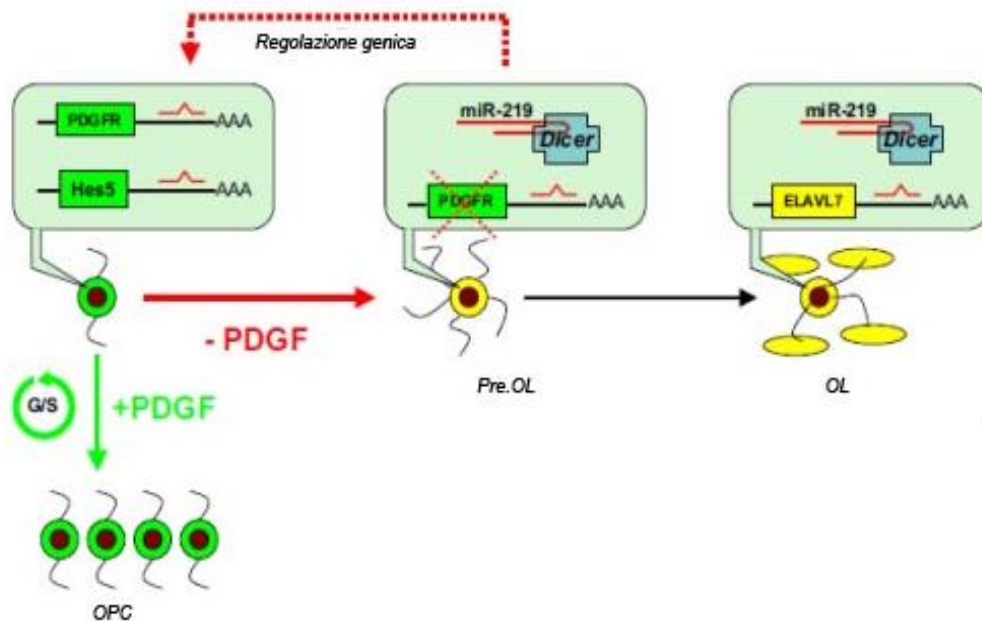 Regolazione genica
PDGFR AAA
Hes5 AAA
miR-219
Dicer
PDGFR AAA
miR-219
Dicer
ELAVL7 AAA
- PDGF
Pre.OL
OL
G/S
+PDGF
OPC